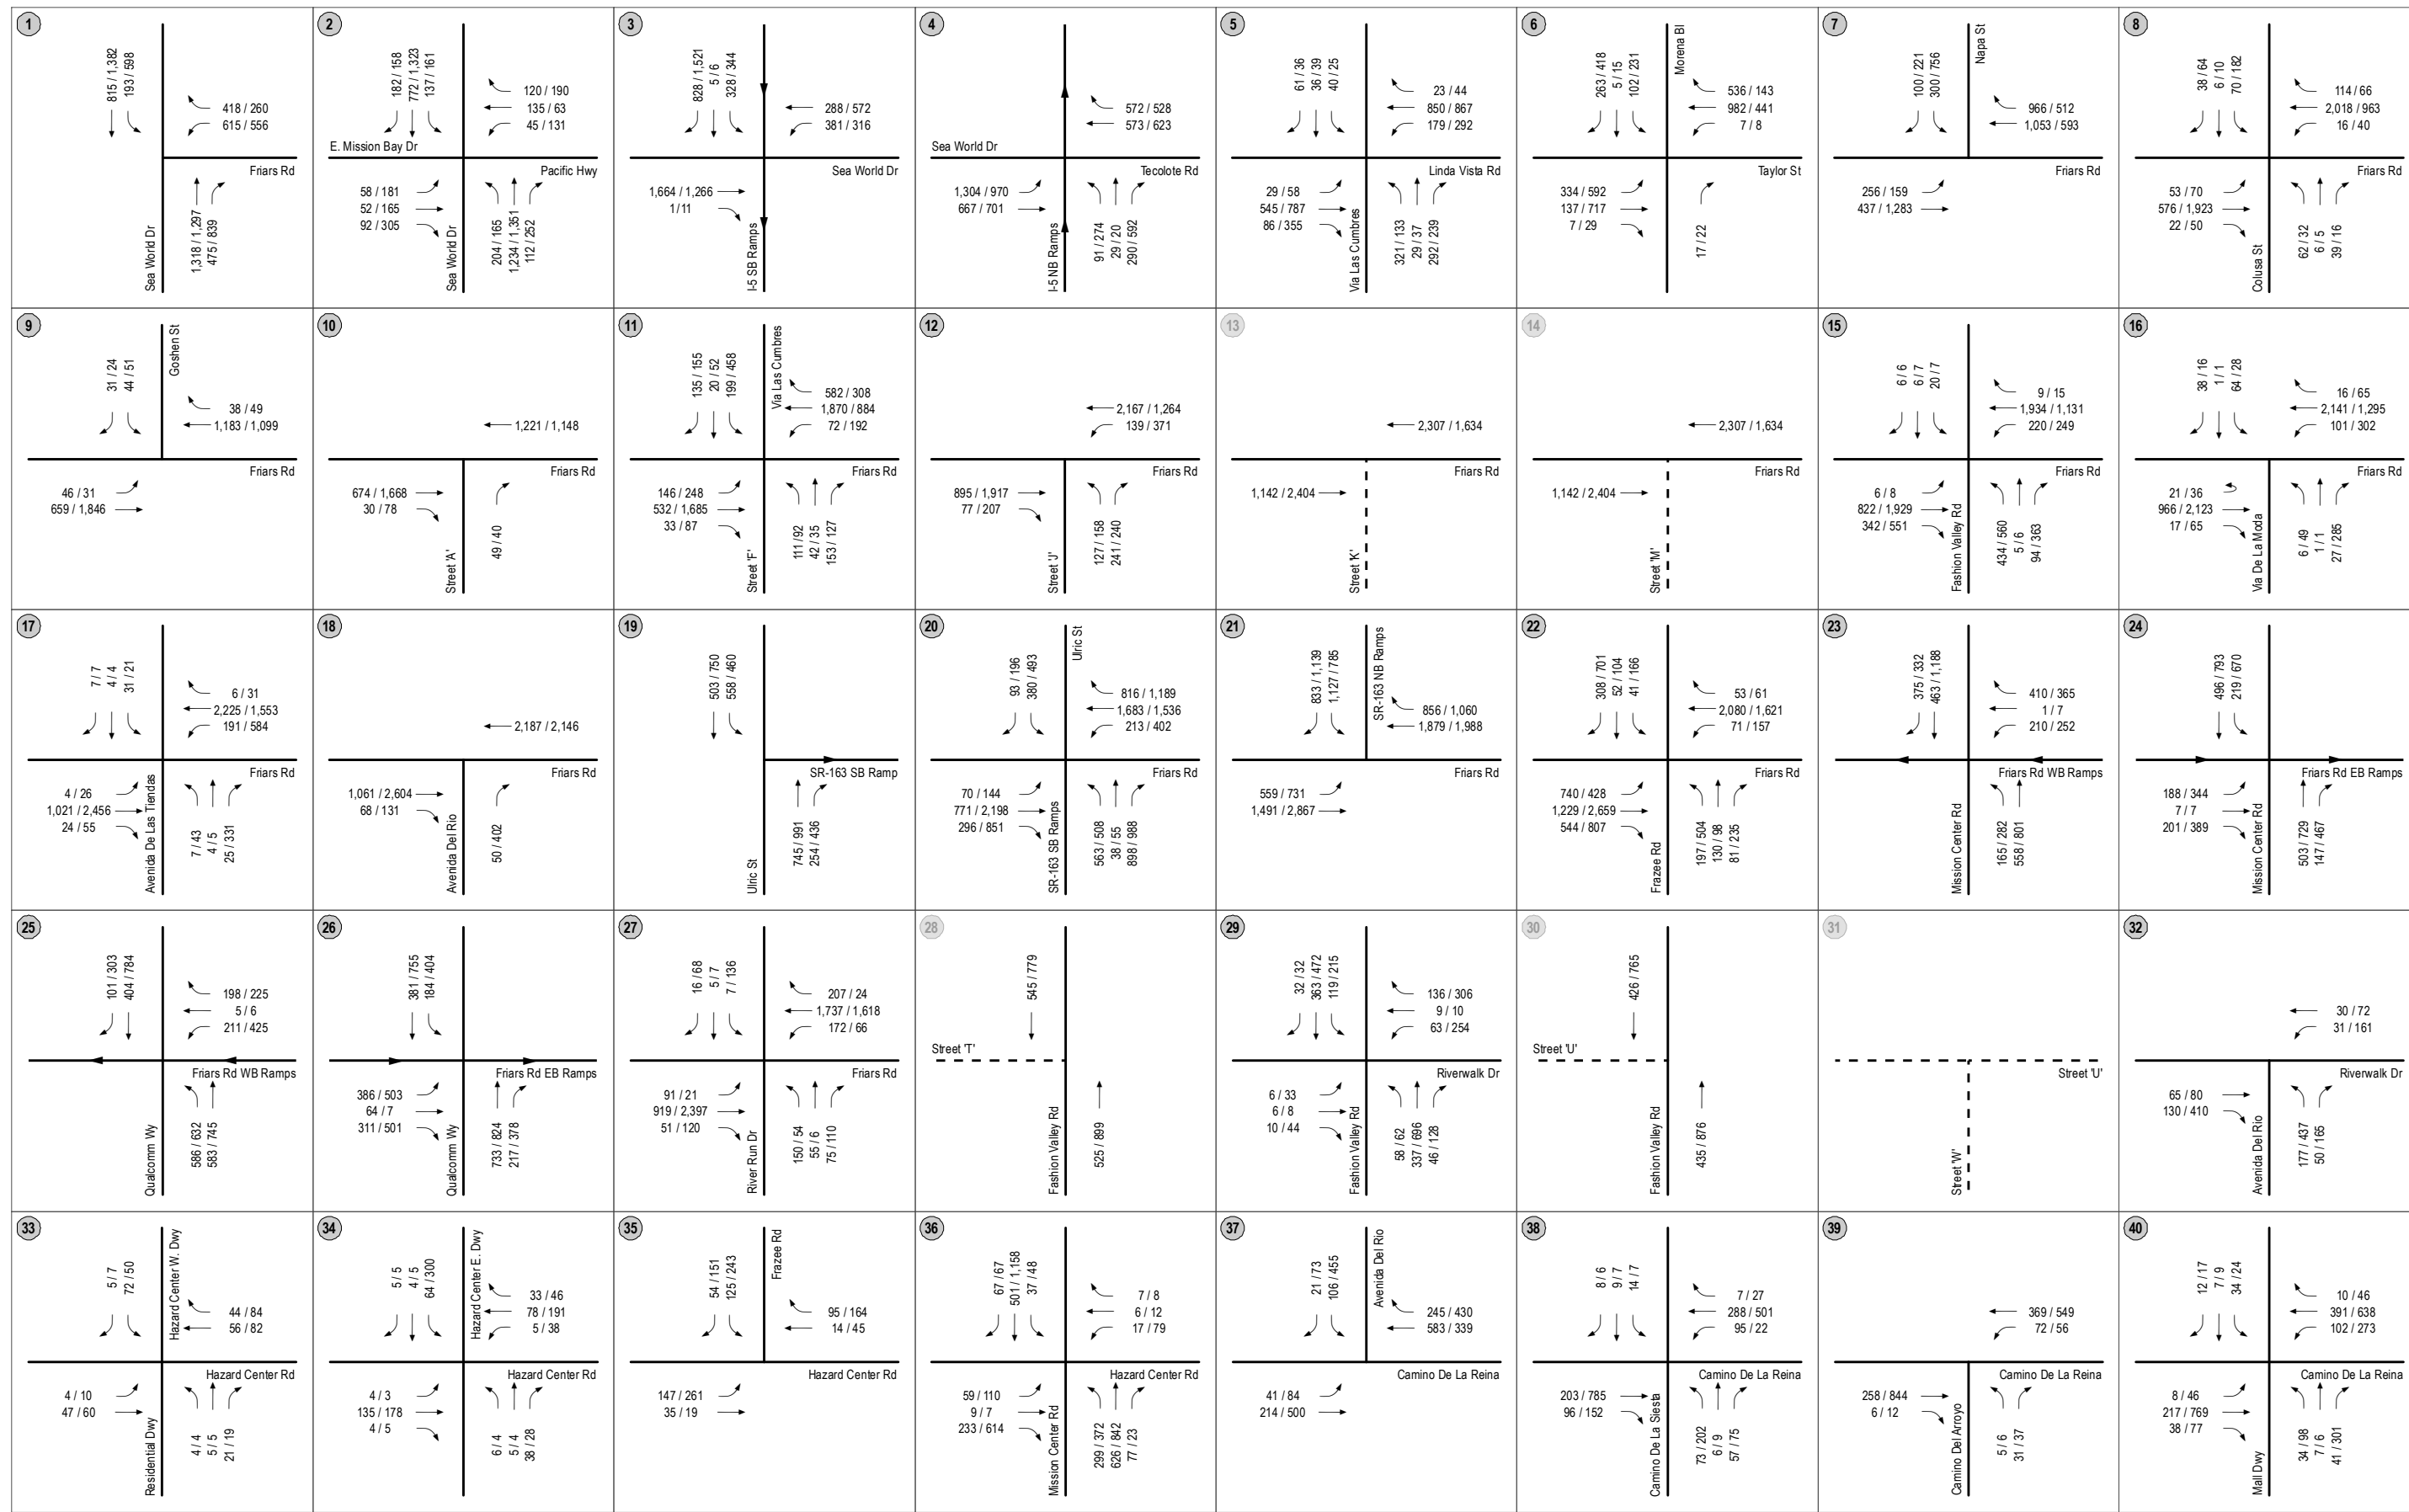 1
815 / 1,382
193 / 598
418 / 260
615 / 556
Friars Rd
Sea World Dr
1,318 / 1,297
475 / 839
2
182 / 158
772 / 1,323
137 / 161
120 / 190
135 / 63
45 / 131
E. Mission Bay Dr
Pacific Hwy
58 / 181
52 / 165
92 / 305
Sea World Dr
204 / 165
1,234 / 1,351
112 / 252
3
828 / 1,521
5 / 6
328 / 344
288 / 572
381 / 316
Sea World Dr
1,664 / 1,266
1 / 11
I-5 SB Ramps
4
572 / 528
573 / 623
Sea World Dr
Tecolote Rd
1,304 / 970
667 / 701
I-5 NB Ramps
91 / 274
29 / 20
290 / 592
5
61 / 36
36 / 39
40 / 25
23 / 44
850 / 867
179 / 292
Linda Vista Rd
29 / 58
545 / 787
86 / 355
Via Las Cumbres
321 / 133
29 / 37
292 / 239
6
263 / 418
5 / 15
102 / 231
Morena Bl
536 / 143
982 / 441
7 / 8
Taylor St
334 / 592
137 / 717
7 / 29
17 / 22
7
100 / 221
300 / 756
Napa St
966 / 512
1,053 / 593
Friars Rd
256 / 159
437 / 1,283
8
38 / 64
6 / 10
70 / 182
114 / 66
2,018 / 963
16 / 40
Friars Rd
53 / 70
576 / 1,923
22 / 50
Colusa St
62 / 32
6 / 5
39 / 16
9
31 / 24
44 / 51
Goshen St
38 / 49
1,183 / 1,099
Friars Rd
46 / 31
659 / 1,846
10
1,221 / 1,148
Friars Rd
674 / 1,668
30 / 78
Street 'A'
49 / 40
11
135 / 155
20 / 52
199 / 458
Via Las Cumbres
582 / 308
1,870 / 884
72 / 192
Friars Rd
146 / 248
532 / 1,685
33 / 87
Street 'F'
111 / 92
42 / 35
153 / 127
12
2,167 / 1,264
139 / 371
Friars Rd
895 / 1,917
77 / 207
Street 'J'
127 / 158
241 / 240
13
2,307 / 1,634
Friars Rd
1,142 / 2,404
Street 'K'
14
2,307 / 1,634
Friars Rd
1,142 / 2,404
Street 'M'
15
6 / 6
6 / 7
20 / 7
9 / 15
1,934 / 1,131
220 / 249
Friars Rd
6 / 8
822 / 1,929
342 / 551
Fashion Valley Rd
434 / 560
5 / 6
94 / 363
16
38 / 16
1 / 1
64 / 28
16 / 65
2,141 / 1,295
101 / 302
Friars Rd
21 / 36
966 / 2,123
17 / 65
Via De La Moda
6 / 49
1 / 1
27 / 285
17
7 / 7
4 / 4
31 / 21
6 / 31
2,225 / 1,553
191 / 584
Friars Rd
4 / 26
1,021 / 2,456
24 / 55
Avenida De Las Tiendas
7 / 43
4 / 5
25 / 331
18
2,187 / 2,146
Friars Rd
1,061 / 2,604
68 / 131
Avenida Del Rio
50 / 402
19
503 / 750
558 / 460
SR-163 SB Ramp
Ulric St
745 / 991
254 / 436
20
93 / 196
380 / 493
Ulric St
816 / 1,189
1,683 / 1,536
213 / 402
Friars Rd
70 / 144
771 / 2,198
296 / 851
SR-163 SB Ramps
563 / 508
38 / 55
898 / 988
21
833 / 1,139
1,127 / 785
SR-163 NB Ramps
856 / 1,060
1,879 / 1,988
Friars Rd
559 / 731
1,491 / 2,867
22
308 / 701
52 / 104
41 / 166
53 / 61
2,080 / 1,621
71 / 157
Friars Rd
740 / 428
1,229 / 2,659
544 / 807
Frazee Rd
197 / 504
130 / 98
81 / 235
23
375 / 332
463 / 1,188
410 / 365
1 / 7
210 / 252
Friars Rd WB Ramps
Mission Center Rd
165 / 282
558 / 801
24
496 / 793
219 / 670
Friars Rd EB Ramps
188 / 344
7 / 7
201 / 389
Mission Center Rd
503 / 729
147 / 467
25
101 / 303
404 / 784
198 / 225
5 / 6
211 / 425
Friars Rd WB Ramps
Qualcomm Wy
586 / 632
583 / 745
26
381 / 755
184 / 404
Friars Rd EB Ramps
386 / 503
64 / 7
311 / 501
Qualcomm Wy
733 / 824
217 / 378
27
16 / 68
5 / 7
7 / 136
207 / 24
1,737 / 1,618
172 / 66
Friars Rd
91 / 21
919 / 2,397
51 / 120
River Run Dr
150 / 54
55 / 6
75 / 110
28
545 / 779
Street 'T'
Fashion Valley Rd
525 / 899
29
32 / 32
363 / 472
119 / 215
136 / 306
9 / 10
63 / 254
Riverwalk Dr
6 / 33
6 / 8
10 / 44
Fashion Valley Rd
58 / 62
337 / 696
46 / 128
30
426 / 765
Street 'U'
Fashion Valley Rd
435 / 876
31
Street 'U'
Street 'W'
32
30 / 72
31 / 161
Riverwalk Dr
65 / 80
130 / 410
Avenida Del Rio
177 / 437
50 / 165
33
5 / 7
72 / 50
Hazard Center W. Dwy
44 / 84
56 / 82
Hazard Center Rd
4 / 10
47 / 60
Residential Dwy
4 / 4
5 / 5
21 / 19
34
5 / 5
4 / 5
64 / 300
Hazard Center E. Dwy
33 / 46
78 / 191
5 / 38
Hazard Center Rd
4 / 3
135 / 178
4 / 5
6 / 4
5 / 4
38 / 28
35
54 / 151
125 / 243
Frazee Rd
95 / 164
14 / 45
Hazard Center Rd
147 / 261
35 / 19
36
67 / 67
501 / 1,158
37 / 48
7 / 8
6 / 12
17 / 79
Hazard Center Rd
59 / 110
9 / 7
233 / 614
Mission Center Rd
299 / 372
626 / 842
77 / 23
37
21 / 73
106 / 455
Avenida Del Rio
245 / 430
583 / 339
Camino De La Reina
41 / 84
214 / 500
38
8 / 6
9 / 7
14 / 7
7 / 27
288 / 501
95 / 22
Camino De La Reina
203 / 785
96 / 152
Camino De La Siesta
73 / 202
6 / 9
57 / 75
39
369 / 549
72 / 56
Camino De La Reina
258 / 844
6 / 12
Camino Del Arroyo
5 / 6
31 / 37
40
12 / 17
7 / 9
34 / 24
10 / 46
391 / 638
102 / 273
Camino De La Reina
8 / 46
217 / 769
38 / 77
Mall Dwy
34 / 98
7 / 6
41 / 301